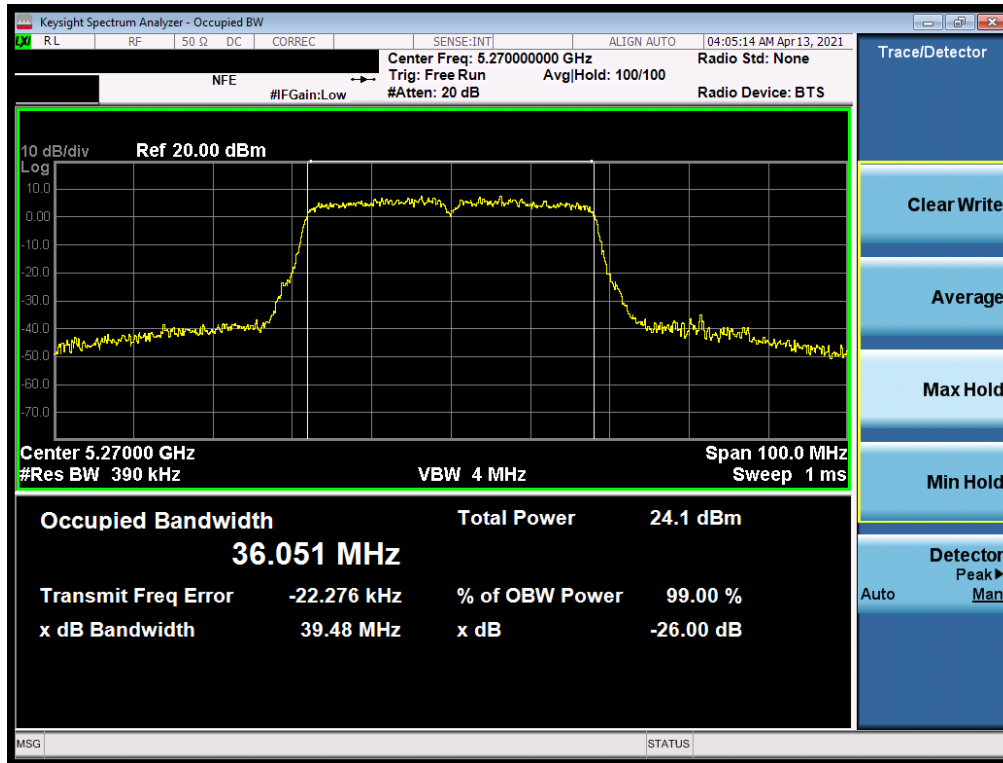 Keysight Spectrum Analyzer - Occupied BW
LXI RL RF 50 Ω DC CORREC SENSE:INT ALIGN AUTO 04:05:14 AM Apr 13, 2021
Center Freq: 5.270000000 GHz Radio Std: None
NFE Trig: Free Run Avg|Hold: 100/100
#IFGain:Low #Atten: 20 dB Radio Device: BTS
10 dB/div Ref 20.00 dBm
Log
10.0
0.00
-10.0
-20.0
-30.0
-40.0
-50.0
-60.0
-70.0
Center 5.27000 GHz Span 100.0 MHz
#Res BW 390 kHz VBW 4 MHz Sweep 1 ms
Occupied Bandwidth Total Power 24.1 dBm
36.051 MHz
Transmit Freq Error -22.276 kHz % of OBW Power 99.00 %
x dB Bandwidth 39.48 MHz x dB -26.00 dB
MSG STATUS
Trace/Detector
Clear Write
Average
Max Hold
Min Hold
Detector
Peak▶
Auto Man